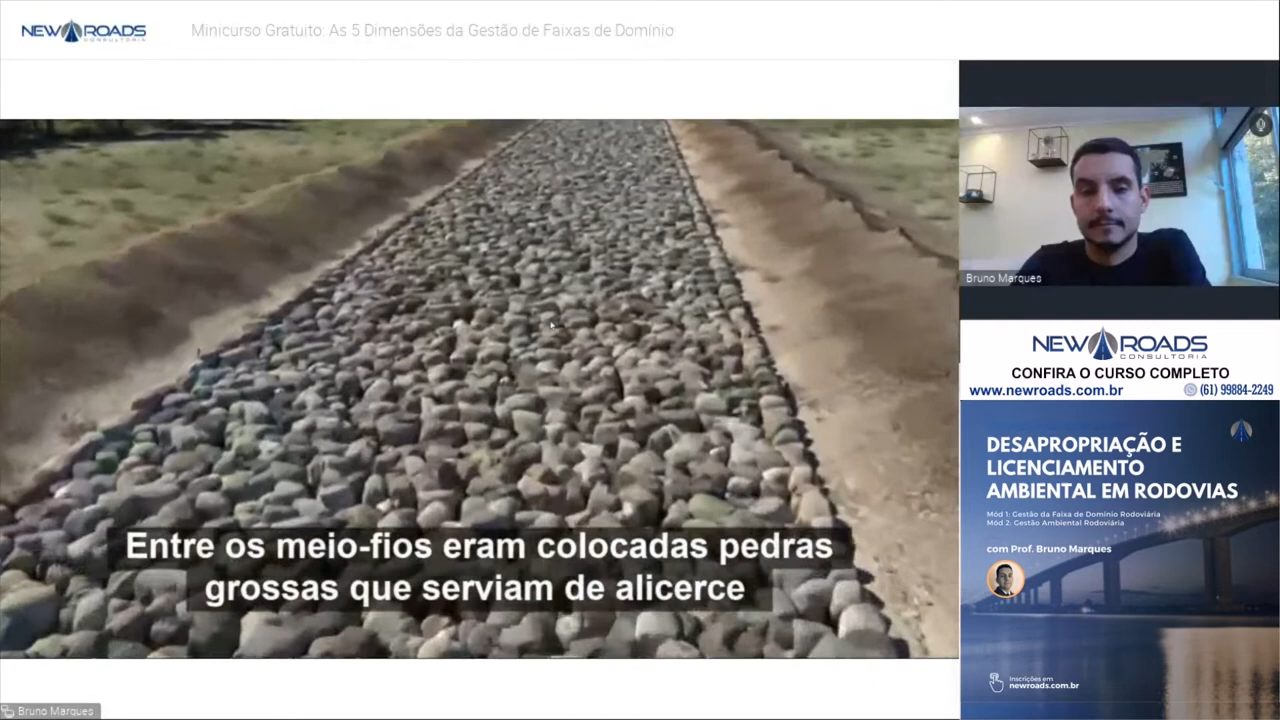 NEW ROADS
CONSULTORIA
Minicurso Gratuito: As 5 Dimensões da Gestão de Faixas de Domínio
Entre os meio-fios eram colocadas pedras
grossas que serviam de alicerce
Bruno Marques
Bruno Marques
NEW ROADS
CONSULTORIA
CONFIRA O CURSO COMPLETO
www.newroads.com.br (61) 99884-2249
DESAPROPRIAÇÃO E
LICENCIAMENTO
AMBIENTAL EM RODOVIAS
Mód 1: Gestão da Faixa de Domínio Rodoviária
Mód 2: Gestão Ambiental Rodoviária
com Prof. Bruno Marques
Inscrições em
newroads.com.br